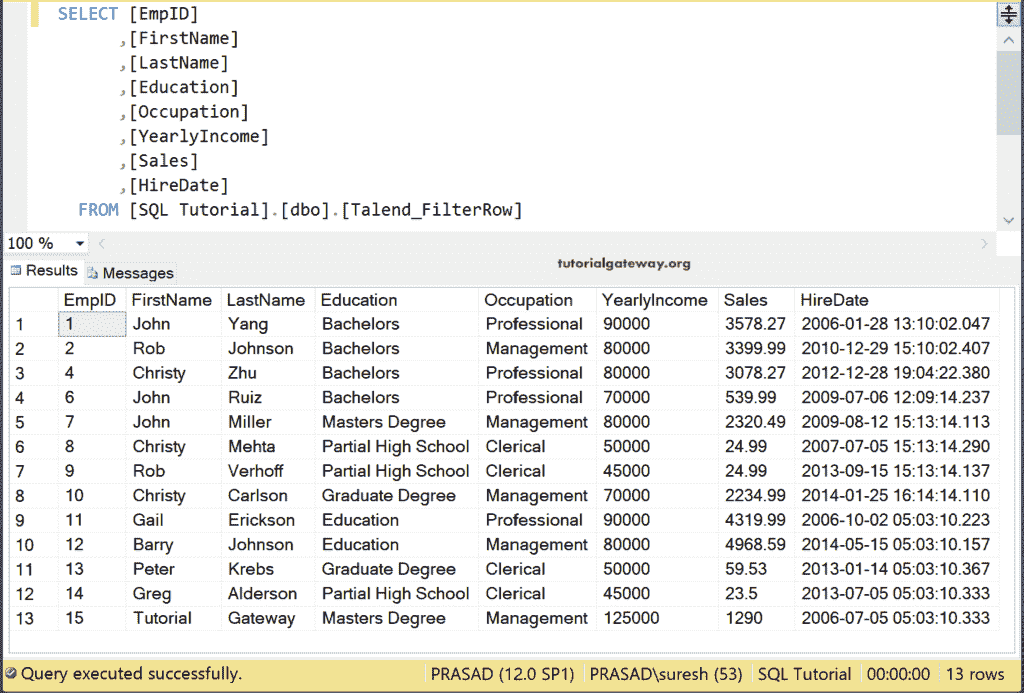 SELECT [EmpID]
,[FirstName]
,[LastName]
,[Education]
,[Occupation]
,[YearlyIncome]
,[Sales]
,[HireDate]
FROM [SQL Tutorial].[dbo].[Talend_FilterRow]
100 %
tutorialgateway.org
Results Messages
EmpID FirstName LastName Education Occupation YearlyIncome Sales HireDate
1 1 John Yang Bachelors Professional 90000 3578.27 2006-01-28 13:10:02.047
2 2 Rob Johnson Bachelors Management 80000 3399.99 2010-12-29 15:10:02.407
3 4 Christy Zhu Bachelors Professional 80000 3078.27 2012-12-28 19:04:22.380
4 6 John Ruiz Bachelors Professional 70000 539.99 2009-07-06 12:09:14.237
5 7 John Miller Masters Degree Management 80000 2320.49 2009-08-12 15:13:14.113
6 8 Christy Mehta Partial High School Clerical 50000 24.99 2007-07-05 15:13:14.290
7 9 Rob Verhoff Partial High School Clerical 45000 24.99 2013-09-15 15:13:14.137
8 10 Christy Carlson Graduate Degree Management 70000 2234.99 2014-01-25 16:14:14.110
9 11 Gail Erickson Education Professional 90000 4319.99 2006-10-02 05:03:10.223
10 12 Barry Johnson Education Management 80000 4968.59 2014-05-15 05:03:10.157
11 13 Peter Krebs Graduate Degree Clerical 50000 59.53 2013-01-14 05:03:10.367
12 14 Greg Alderson Partial High School Clerical 45000 23.5 2013-07-05 05:03:10.333
13 15 Tutorial Gateway Masters Degree Management 125000 1290 2006-07-05 05:03:10.333
Query executed successfully. PRASAD (12.0 SP1) PRASAD\suresh (53) SQL Tutorial 00:00:00 13 rows